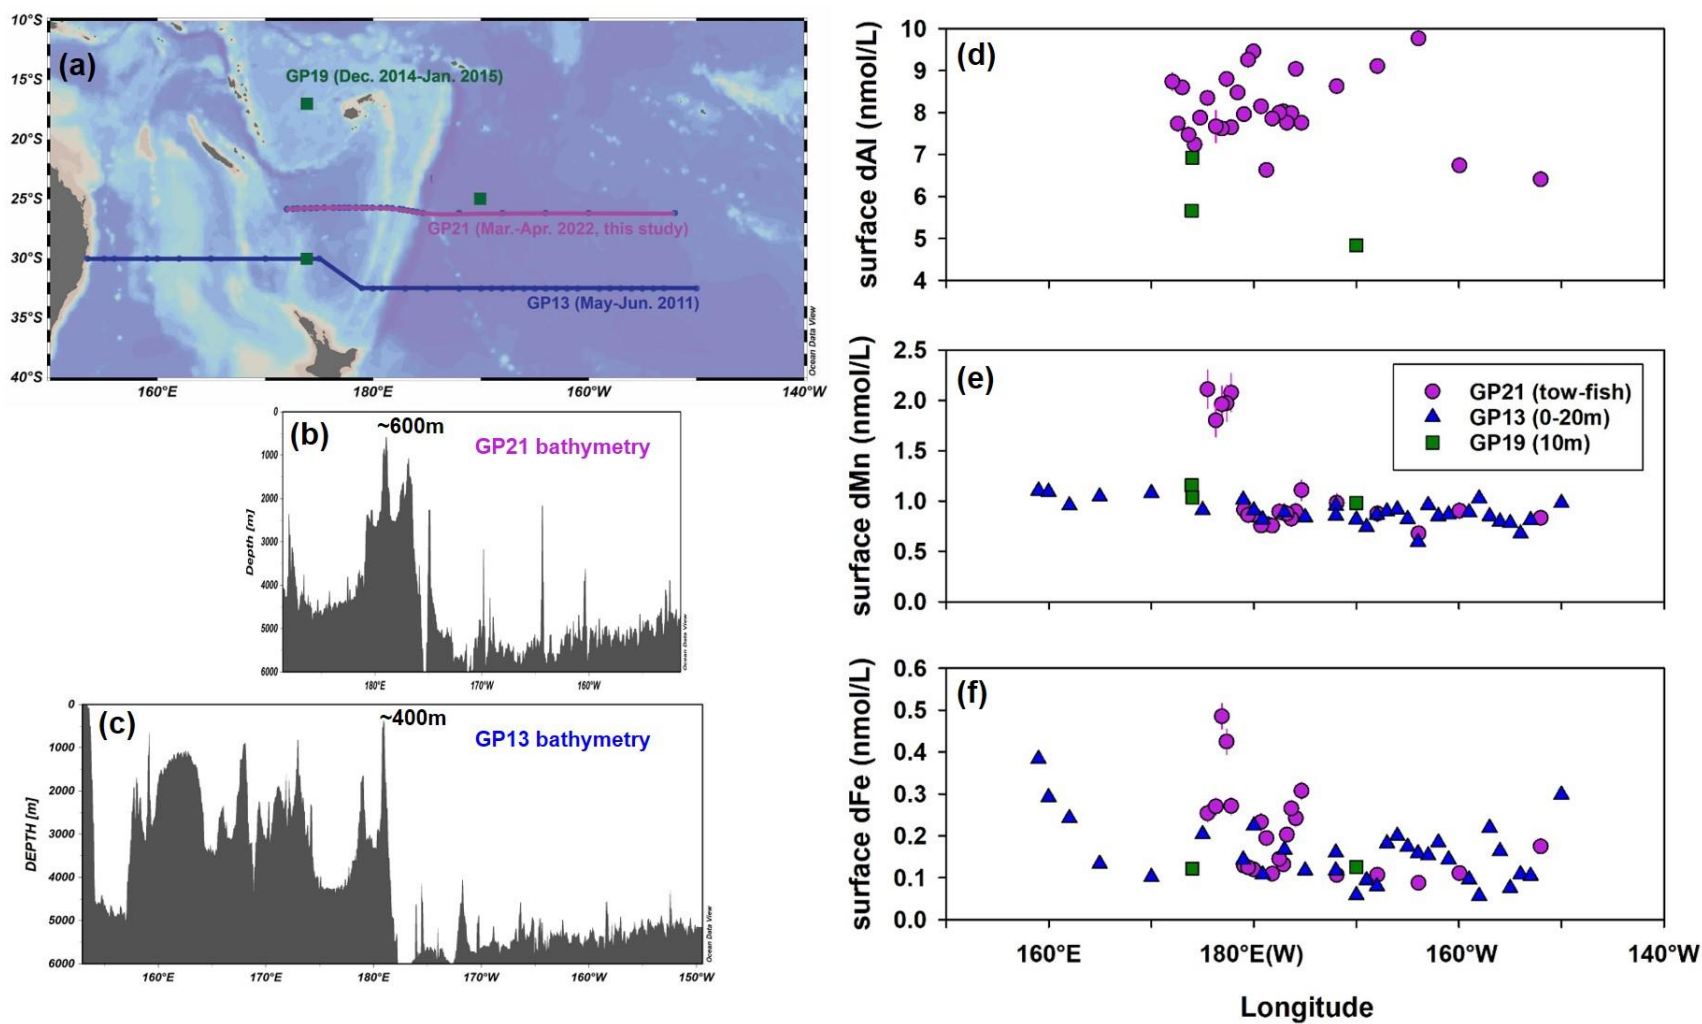 10°S
15°S
20°S
25°S
30°S
35°S
40°S
(a)
GP19 (Dec. 2014-Jan. 2015)
GP21 (Mar.-Apr. 2022, this study)
GP13 (May-Jun. 2011)
Ocean Data View
160°E
180°E
160°W
140°W
(b)
~600m
GP21 bathymetry
Depth [m]
0
1000
2000
3000
4000
5000
6000
Ocean Data View
180°E
170°W
160°W
(c)
~400m
GP13 bathymetry
DEPTH [m]
0
1000
2000
3000
4000
5000
6000
Ocean Data View
160°E
170°E
180°E
170°W
160°W
150°W
(d)
surface dAl (nmol/L)
10
9
8
7
6
5
4
(e)
surface dMn (nmol/L)
2.5
2.0
1.5
1.0
0.5
0.0
GP21 (tow-fish)
GP13 (0-20m)
GP19 (10m)
(f)
surface dFe (nmol/L)
0.6
0.5
0.4
0.3
0.2
0.1
0.0
160°E
180°E(W)
160°W
140°W
Longitude